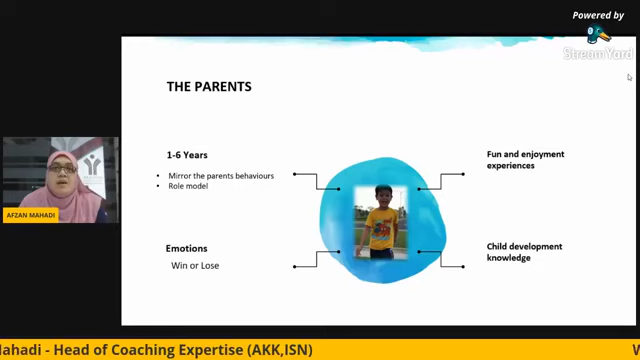 Powered by
StreamYard
THE PARENTS
1-6 Years
• Mirror the parents behaviours
• Role model
Fun and enjoyment
experiences
Emotions
Win or Lose
Child development
knowledge
AFZAN MAHADI
Mahadi - Head of Coaching Expertise (AKK,ISN)